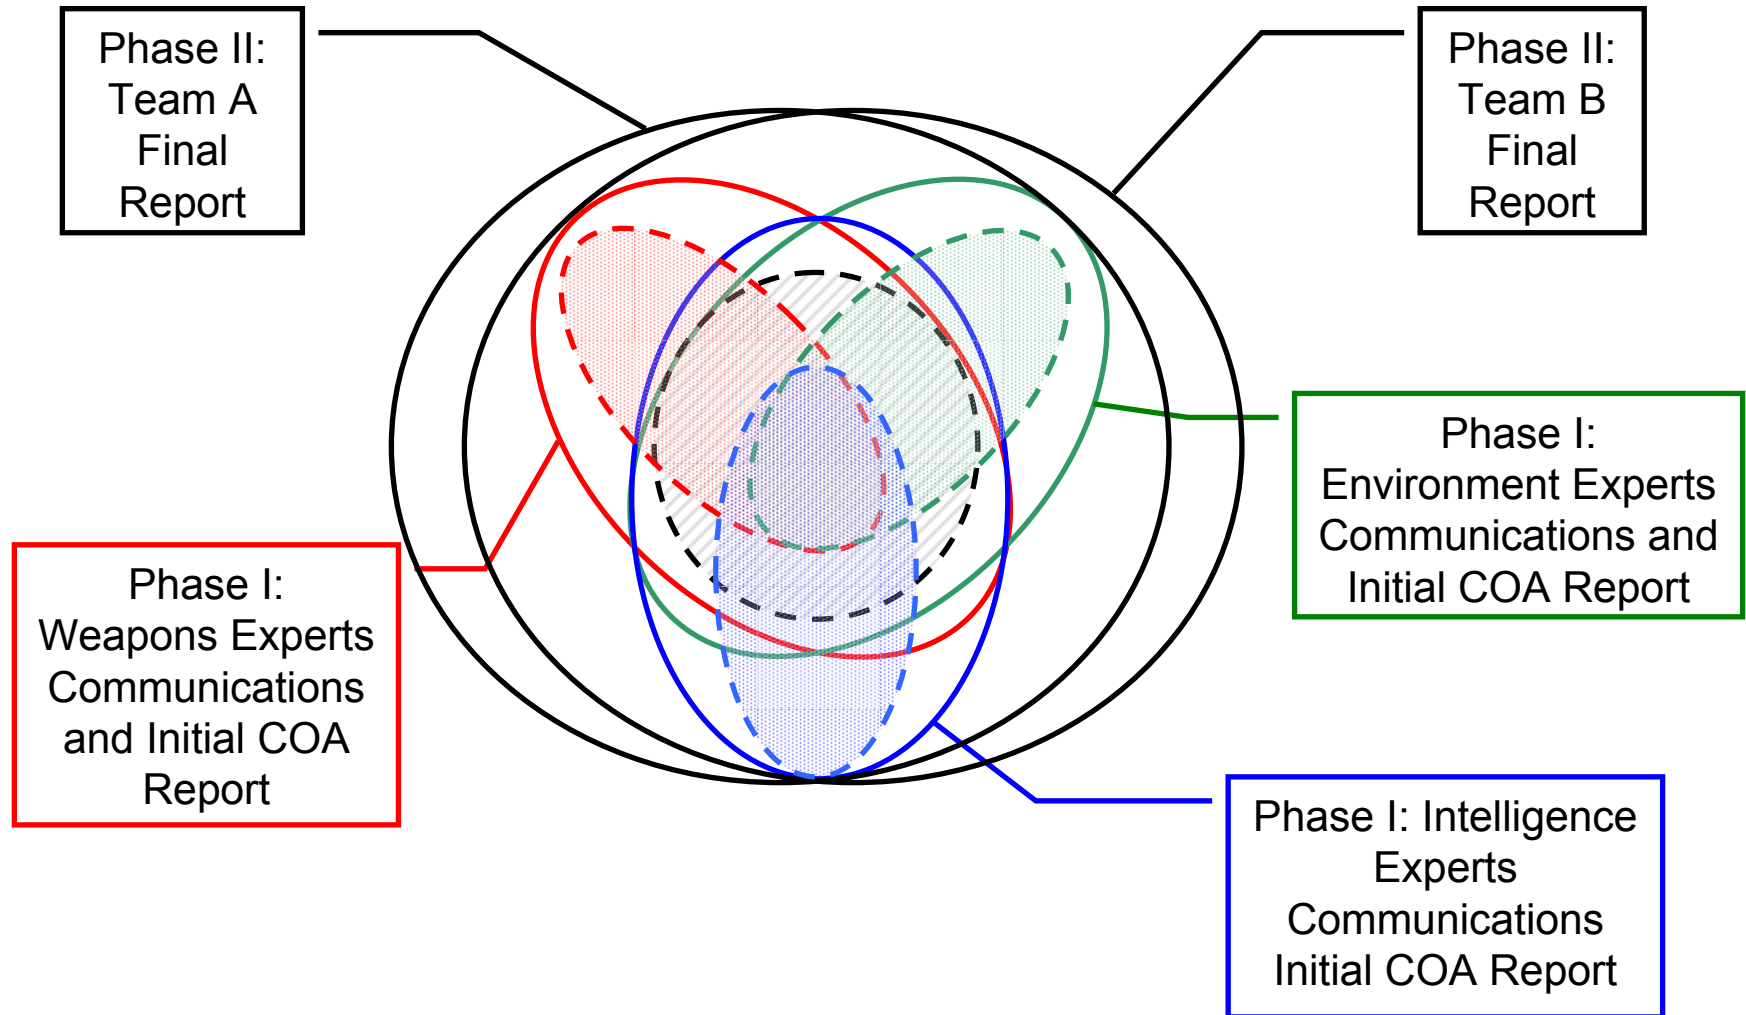 Phase II:
Team A
Final
Report
Phase II:
Team B
Final
Report
Phase I:
Environment Experts
Communications and
Initial COA Report
Phase I:
Weapons Experts
Communications
and Initial COA
Report
Phase I: Intelligence
Experts
Communications
Initial COA Report